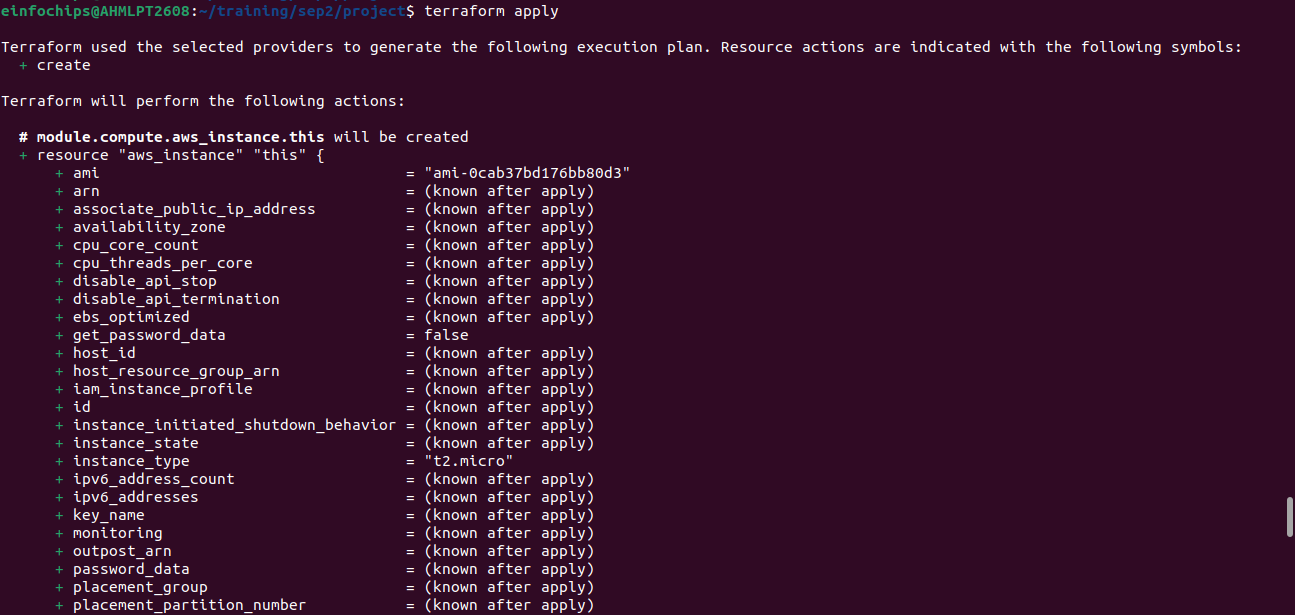 einfochips@AHMLPT2608:~/training/sep2/project$ terraform apply
Terraform used the selected providers to generate the following execution plan. Resource actions are indicated with the following symbols:
  + create
Terraform will perform the following actions:
  # module.compute.aws_instance.this will be created
  + resource "aws_instance" "this" {
      + ami                                  = "ami-0cab37bd176bb80d3"
      + arn                                  = (known after apply)
      + associate_public_ip_address          = (known after apply)
      + availability_zone                    = (known after apply)
      + cpu_core_count                       = (known after apply)
      + cpu_threads_per_core                 = (known after apply)
      + disable_api_stop                     = (known after apply)
      + disable_api_termination              = (known after apply)
      + ebs_optimized                        = (known after apply)
      + get_password_data                    = false
      + host_id                              = (known after apply)
      + host_resource_group_arn              = (known after apply)
      + iam_instance_profile                 = (known after apply)
      + id                                   = (known after apply)
      + instance_initiated_shutdown_behavior = (known after apply)
      + instance_state                       = (known after apply)
      + instance_type                        = "t2.micro"
      + ipv6_address_count                   = (known after apply)
      + ipv6_addresses                       = (known after apply)
      + key_name                             = (known after apply)
      + monitoring                           = (known after apply)
      + outpost_arn                          = (known after apply)
      + password_data                        = (known after apply)
      + placement_group                      = (known after apply)
      + placement_partition_number           = (known after apply)